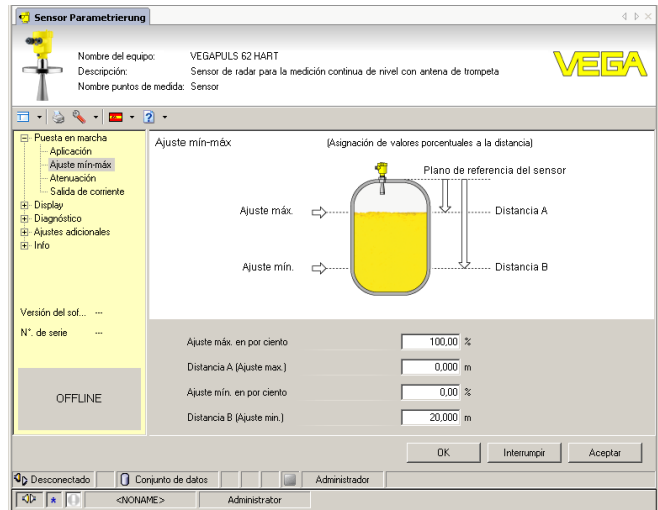 Sensor Parametrierung
Nombre del equipo: VEGAPULS 62 HART
Descripción: Sensor de radar para la medición continua de nivel con antena de trompeta
Nombre puntos de medida: Sensor
VEGA
Puesta en marcha
Aplicación
Ajuste mín-máx
Atenuación
Salida de corriente
Display
Diagnóstico
Ajustes adicionales
Info
Versión del sof... ---
N°. de serie ---
OFFLINE
Ajuste mín-máx (Asignación de valores porcentuales a la distancia)
Plano de referencia del sensor
Ajuste máx. Distancia A
Ajuste mín. Distancia B
Ajuste máx. en por ciento 100,00 %
Distancia A (Ajuste max.) 0,000 m
Ajuste mín. en por ciento 0,00 %
Distancia B (Ajuste min.) 20,000 m
OK Interrumpir Aceptar
Desconectado Conjunto de datos Administrador
<NONAME> Administrator